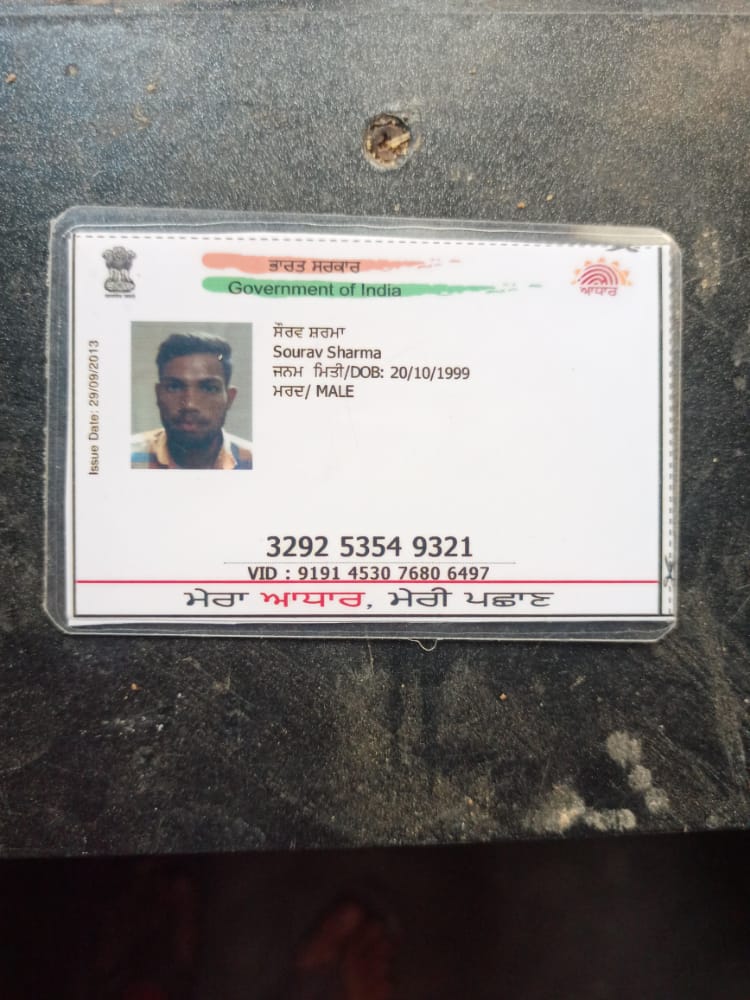 ਭਾਰਤ ਸਰਕਾਰ
Government of India
ਆਧਾਰ
Issue Date: 29/09/2013
ਸੌਰਵ ਸ਼ਰਮਾ
Sourav Sharma
ਜਨਮ ਮਿਤੀ/DOB: 20/10/1999
ਮਰਦ/ MALE
3292 5354 9321
VID : 9191 4530 7680 6497
ਮੇਰਾ ਆਧਾਰ, ਮੇਰੀ ਪਛਾਣ